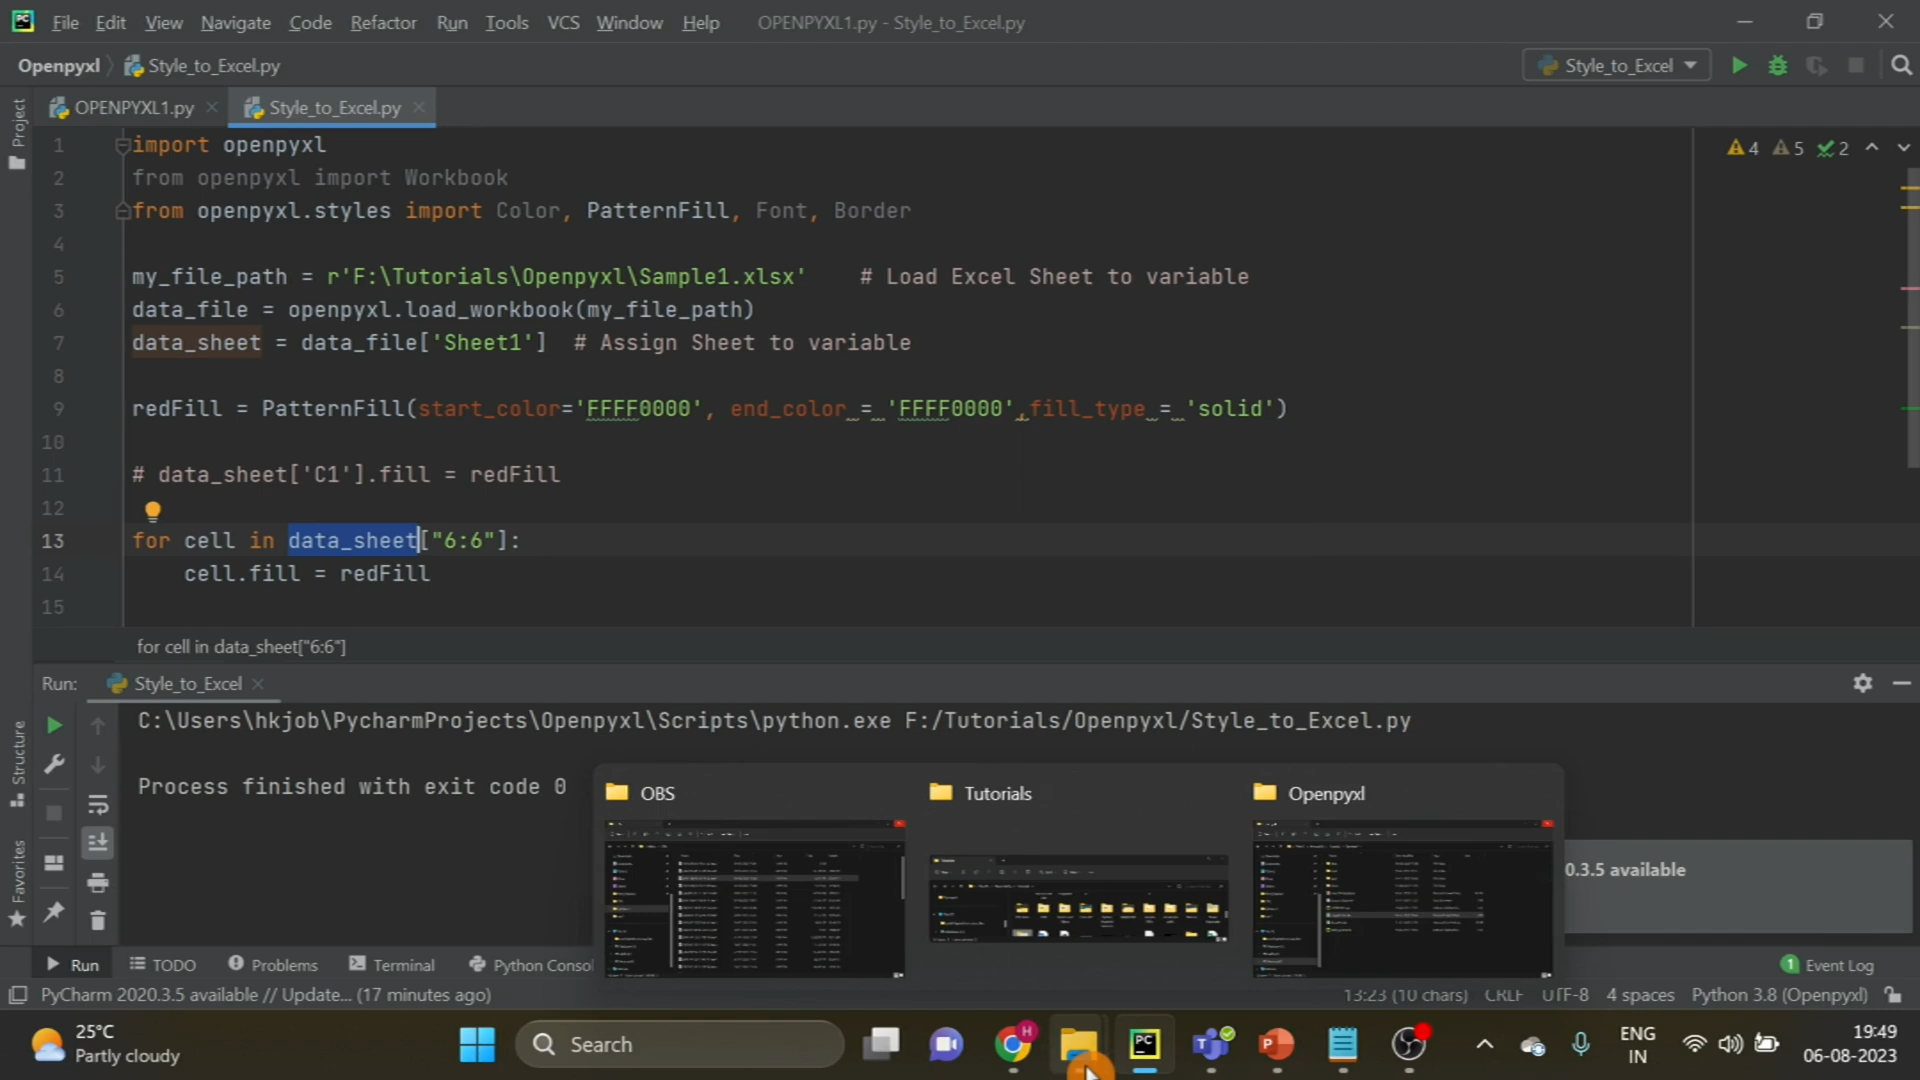 File Edit View Navigate Code Refactor Run Tools VCS Window Help OPENPYXL1.py - Style_to_Excel.py
Openpyxl Style_to_Excel.py Style_to_Excel
OPENPYXL1.py Style_to_Excel.py
Project
4 5 2
1 import openpyxl
2 from openpyxl import Workbook
3 from openpyxl.styles import Color, PatternFill, Font, Border
4
5 my_file_path = r'F:\Tutorials\Openpyxl\Sample1.xlsx' # Load Excel Sheet to variable
6 data_file = openpyxl.load_workbook(my_file_path)
7 data_sheet = data_file['Sheet1'] # Assign Sheet to variable
8
9 redFill = PatternFill(start_color='FFFF0000', end_color = 'FFFF0000',fill_type = 'solid')
10
11 # data_sheet['C1'].fill = redFill
12
13 for cell in data_sheet["6:6"]:
14 cell.fill = redFill
15
for cell in data_sheet["6:6"]
Run: Style_to_Excel
C:\Users\hkjob\PycharmProjects\Openpyxl\Scripts\python.exe F:/Tutorials/Openpyxl/Style_to_Excel.py
Process finished with exit code 0
Structure
Favorites
OBS Tutorials Openpyxl
0.3.5 available
Run TODO Problems Terminal Python Consol
1 Event Log
PyCharm 2020.3.5 available // Update... (17 minutes ago) 13:23 (10 chars) CRLF UTF-8 4 spaces Python 3.8 (Openpyxl)
25°C
Partly cloudy
Search
H
PC
ENG
IN
19:49
06-08-2023